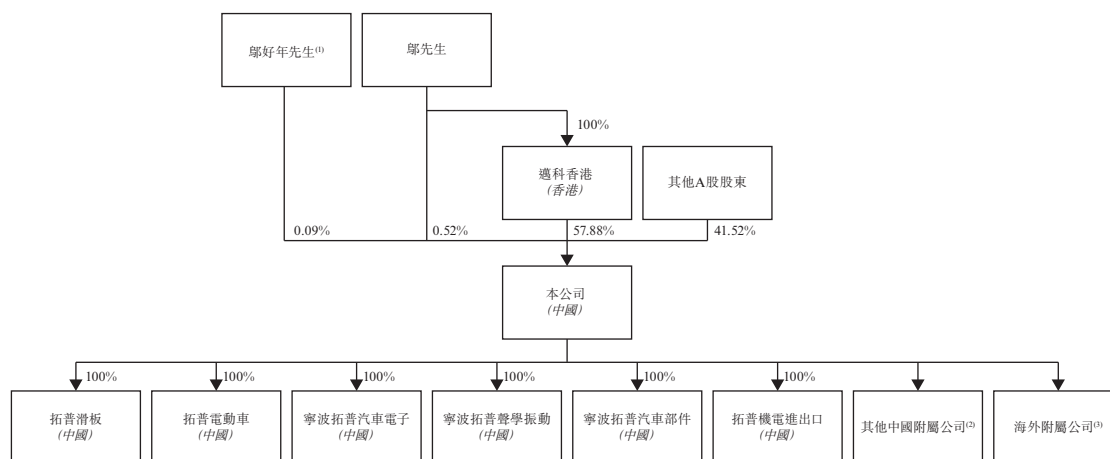 鄔好年先生(1)
鄔先生
100%
邁科香港
(香港)
其他A股股東
0.09%
0.52%
57.88%
41.52%
本公司
(中國)
100%
100%
100%
100%
100%
100%
拓普滑板
(中國)
拓普電動車
(中國)
寧波拓普汽車電子
(中國)
寧波拓普聲學振動
(中國)
寧波拓普汽車部件
(中國)
拓普機電進出口
(中國)
其他中國附屬公司(2)
海外附屬公司(3)